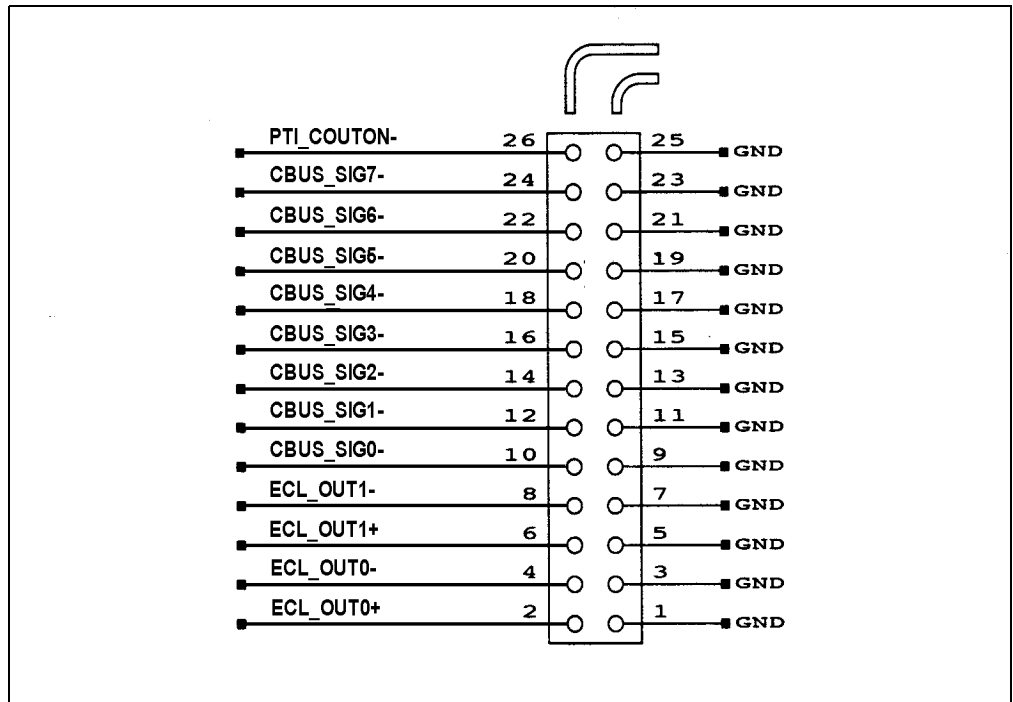 PTI_COUTON- 26 25 GND
CBUS_SIG7- 24 23 GND
CBUS_SIG6- 22 21 GND
CBUS_SIG5- 20 19 GND
CBUS_SIG4- 18 17 GND
CBUS_SIG3- 16 15 GND
CBUS_SIG2- 14 13 GND
CBUS_SIG1- 12 11 GND
CBUS_SIG0- 10 9 GND
ECL_OUT1- 8 7 GND
ECL_OUT1+ 6 5 GND
ECL_OUT0- 4 3 GND
ECL_OUT0+ 2 1 GND